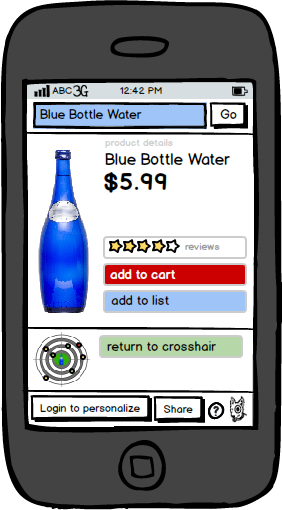 ABC 3G 12:42 PM
Blue Bottle Water Go
product details
Blue Bottle Water
$5.99
reviews
add to cart
add to list
return to crosshair
Login to personalize Share ?